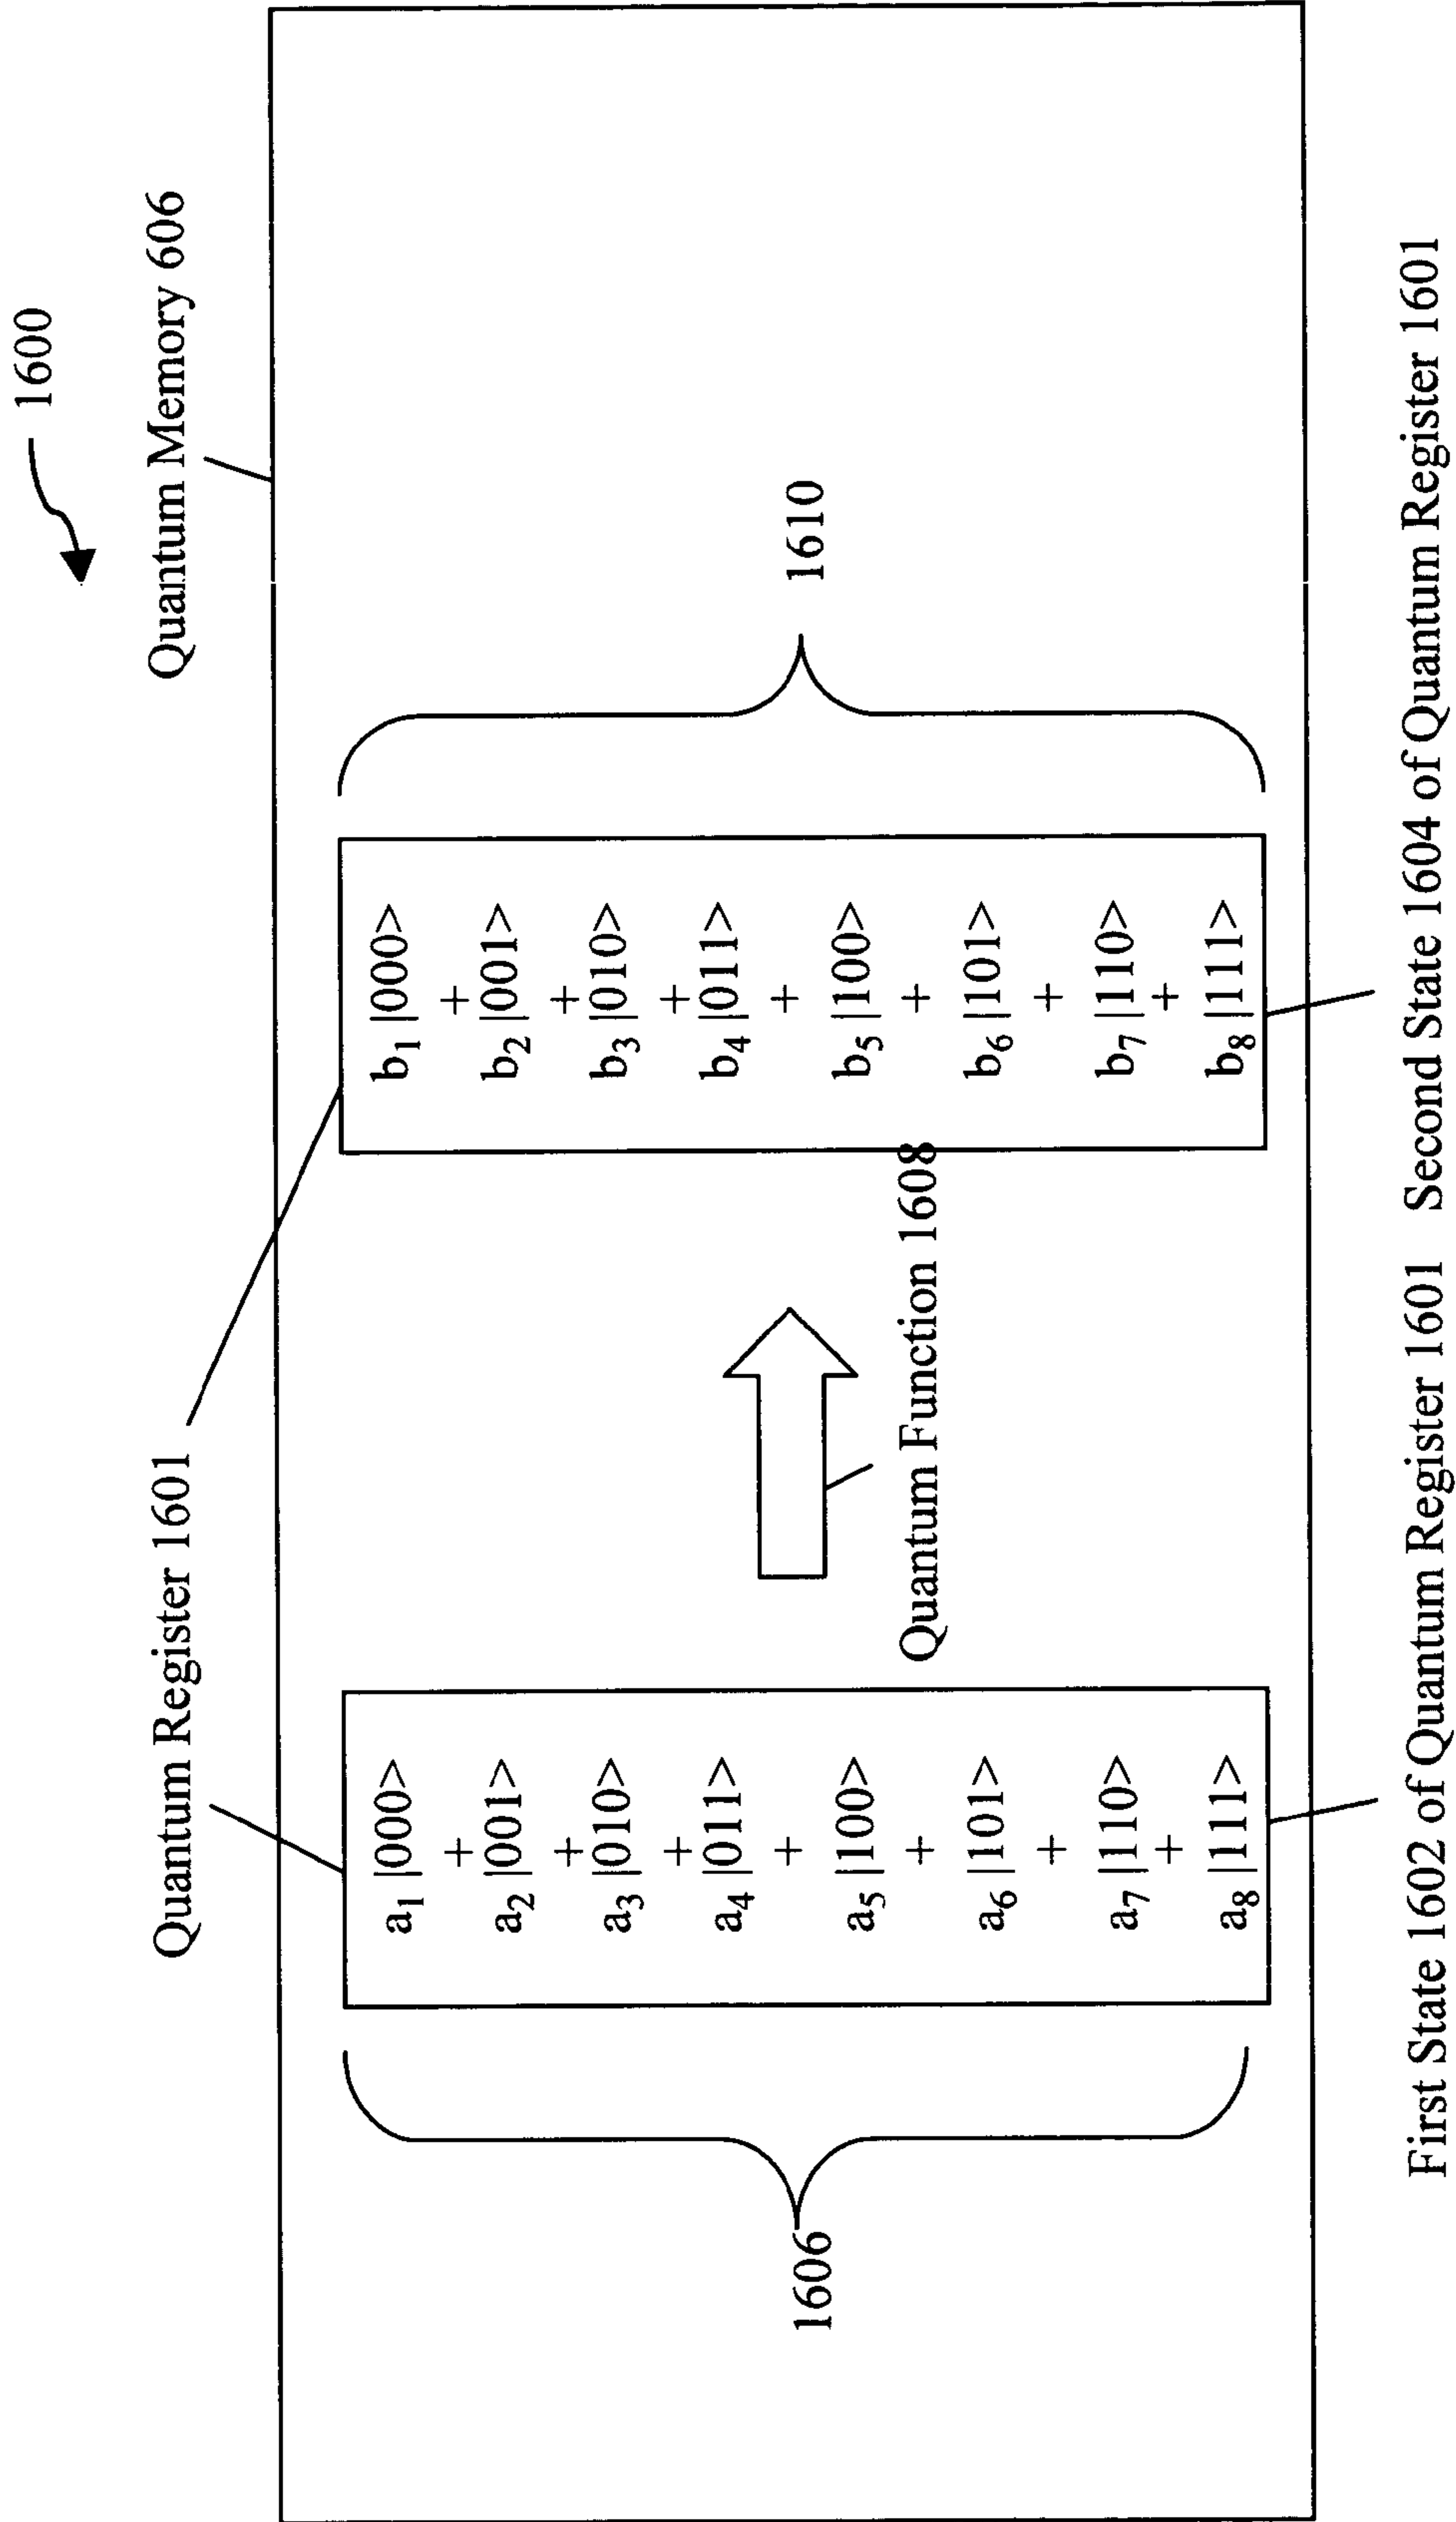 1600
Quantum Memory 606
Quantum Register 1601
a₁|000>
+
a₂|001>
+
a₃|010>
+
a₄|011>
+
a₅|100>
+
a₆|101>
+
a₇|110>
+
a₈|111>
1606
Quantum Function 1608
b₁|000>
+
b₂|001>
+
b₃|010>
+
b₄|011>
+
b₅|100>
+
b₆|101>
+
b₇|110>
+
b₈|111>
1610
First State 1602 of Quantum Register 1601
Second State 1604 of Quantum Register 1601